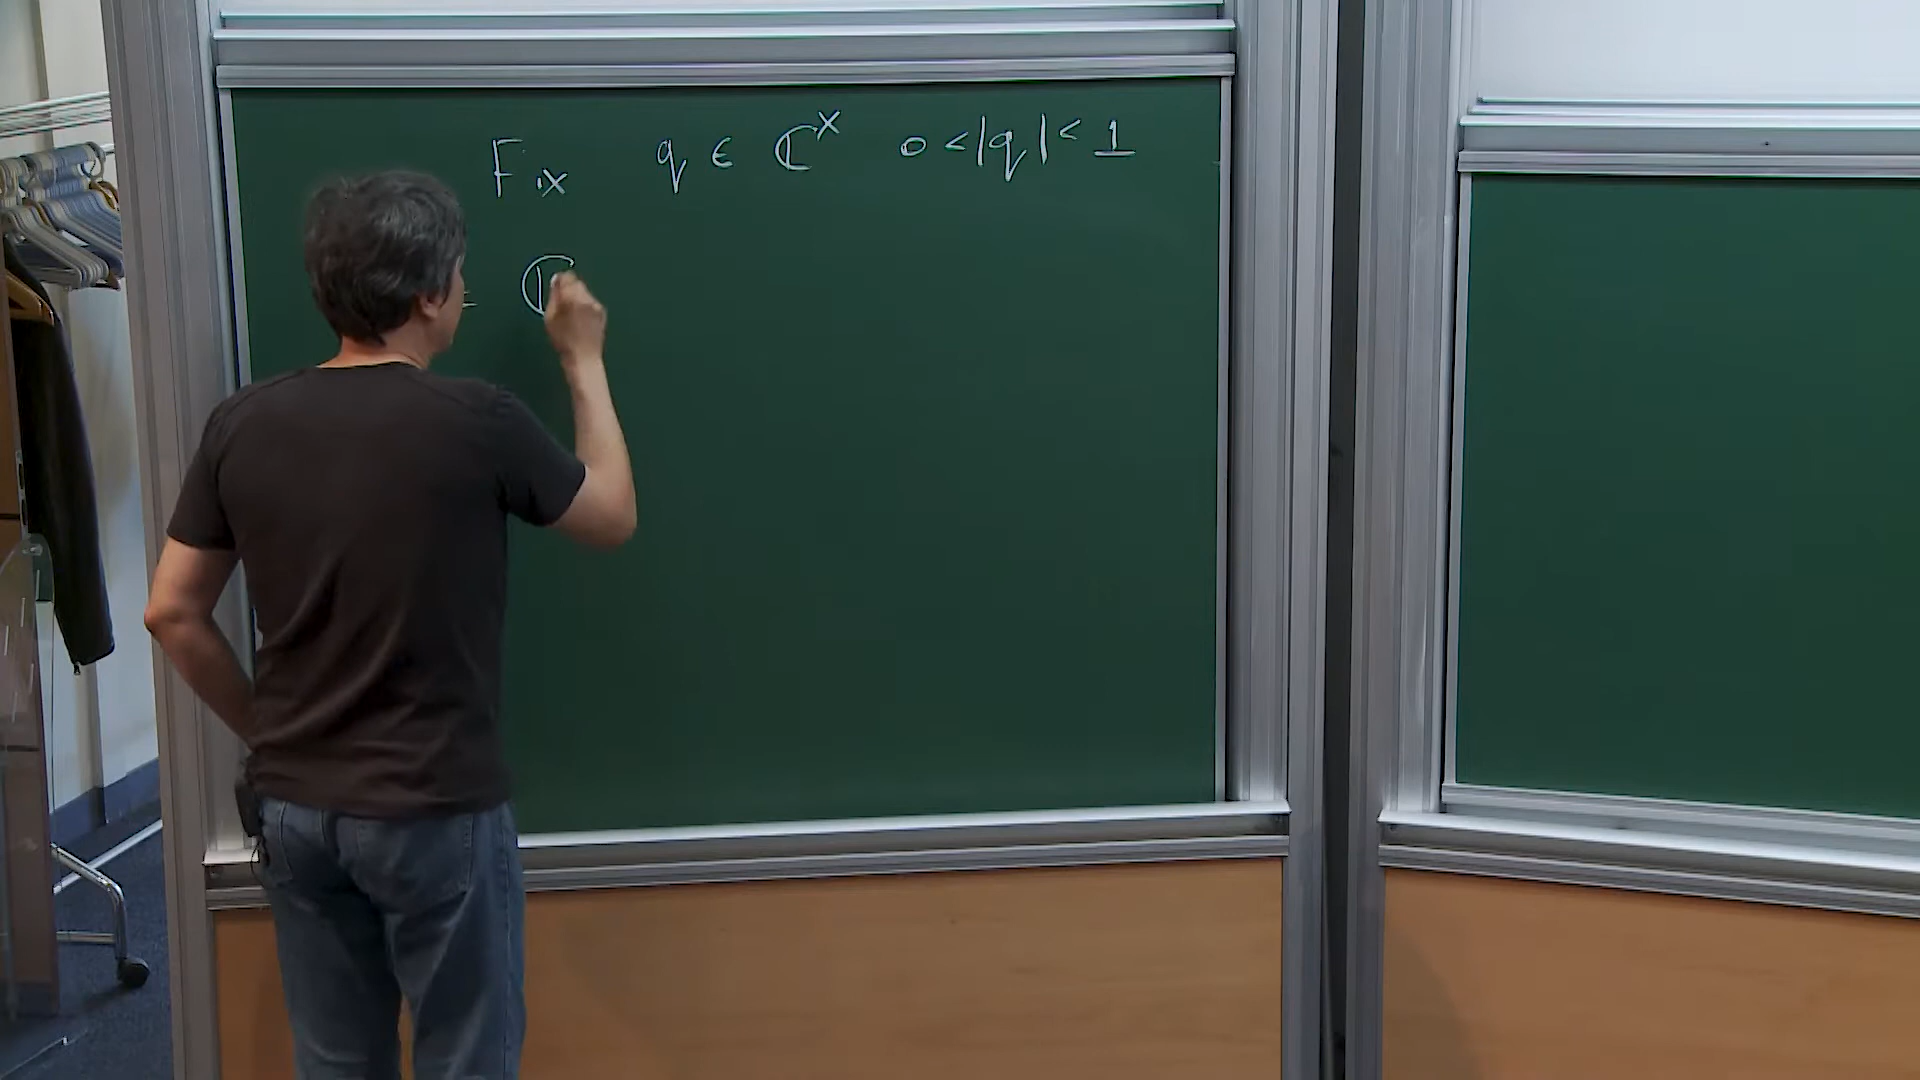 Fix q ∈ ℂ^× 0 < |q| < 1
= ℂ